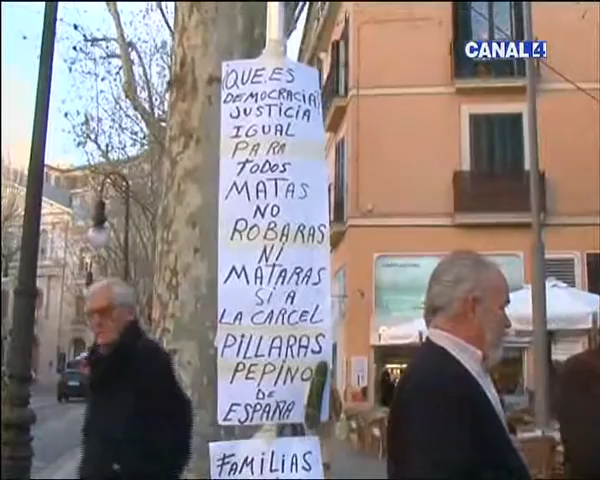 CANAL4
¿QUE.ES
DEMOCRACIA?
JUSTICIA
IGUAL
PARA
TODOS
MATAS
NO
ROBARAS
NI
MATARAS
SI A
LA CARCEL
PILLARAS
PEPINO
DE
ESPAÑA
FAMILIAS